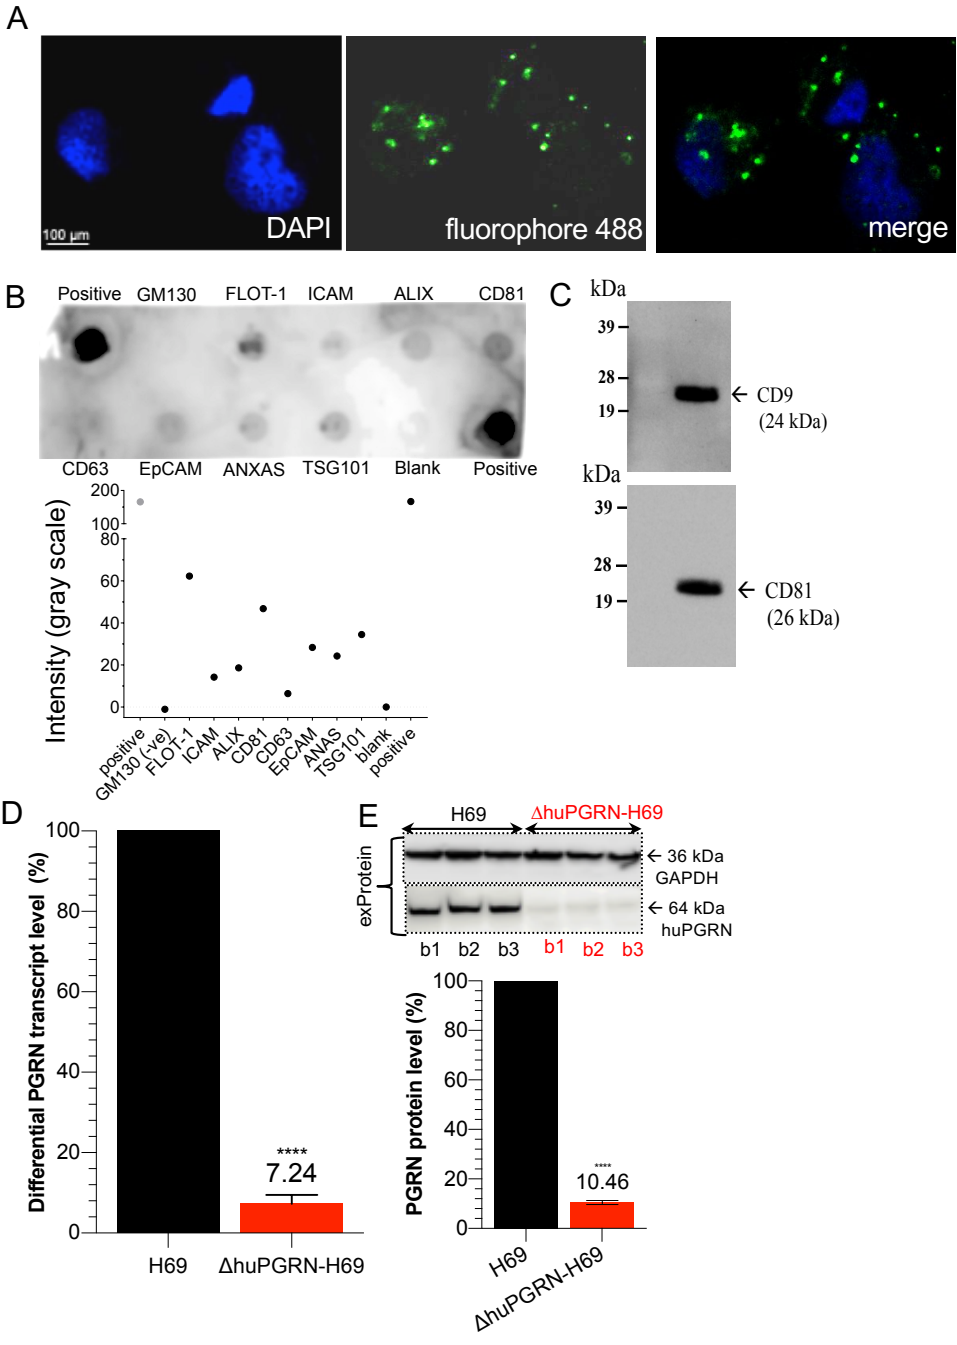 A
100 µm
DAPI
fluorophore 488
merge
B
Positive GM130 FLOT-1 ICAM ALIX CD81
CD63 EpCAM ANXAS TSG101 Blank Positive
Intensity (gray scale)
200
100
80
60
40
20
0
positive
GM130 (-ve)
FLOT-1
ICAM
ALIX
CD81
CD63
EpCAM
ANAS
TSG101
blank
positive
C
kDa
39
28
19
← CD9
(24 kDa)
kDa
39
28
19
← CD81
(26 kDa)
D
Differential PGRN transcript level (%)
100
80
60
40
20
0
****
7.24
H69 ΔhuPGRN-H69
E
H69 ΔhuPGRN-H69
exProtein
← 36 kDa
GAPDH
← 64 kDa
huPGRN
b1 b2 b3 b1 b2 b3
PGRN protein level (%)
100
80
60
40
20
0
****
10.46
H69
ΔhuPGRN-H69